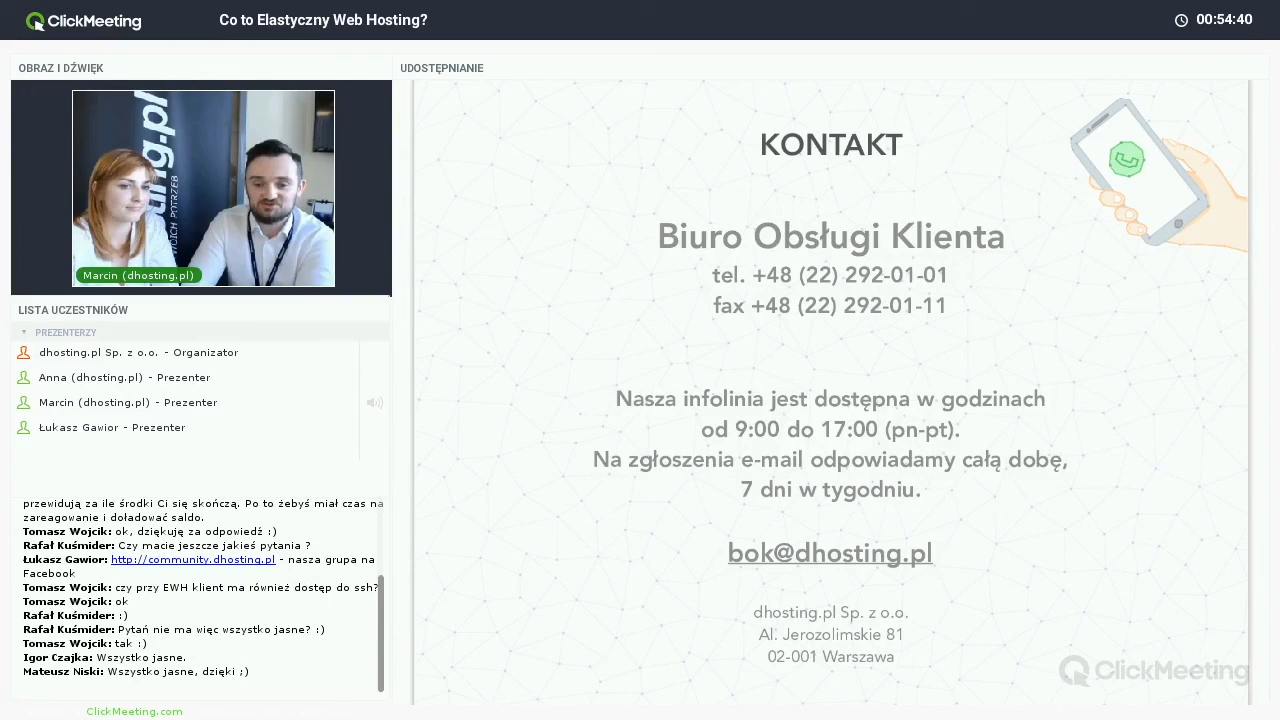 ClickMeeting
Co to Elastyczny Web Hosting?
00:54:40
OBRAZ I DŹWIĘK
Marcin (dhosting.pl)
LISTA UCZESTNIKÓW
PREZENTERZY
dhosting.pl Sp. z o.o. - Organizator
Anna (dhosting.pl) - Prezenter
Marcin (dhosting.pl) - Prezenter
Łukasz Gawior - Prezenter
przewidują za ile środki Ci się skończą. Po to żebyś miał czas na
zareagowanie i doładować saldo.
Tomasz Wojcik: ok, dziękuję za odpowiedź :)
Rafał Kuśmider: Czy macie jeszcze jakieś pytania ?
Łukasz Gawior: http://community.dhosting.pl - nasza grupa na
Facebook
Tomasz Wojcik: czy przy EWH klient ma również dostęp do ssh?
Tomasz Wojcik: ok
Rafał Kuśmider: :)
Rafał Kuśmider: Pytań nie ma więc wszystko jasne? :)
Tomasz Wojcik: tak :)
Igor Czajka: Wszystko jasne.
Mateusz Niski: Wszystko jasne, dzięki ;)
ClickMeeting.com
UDOSTĘPNIANIE
KONTAKT
Biuro Obsługi Klienta
tel. +48 (22) 292-01-01
fax +48 (22) 292-01-11
Nasza infolinia jest dostępna w godzinach
od 9:00 do 17:00 (pn-pt).
Na zgłoszenia e-mail odpowiadamy całą dobę,
7 dni w tygodniu.
bok@dhosting.pl
dhosting.pl Sp. z o.o.
Al. Jerozolimskie 81
02-001 Warszawa
ClickMeeting